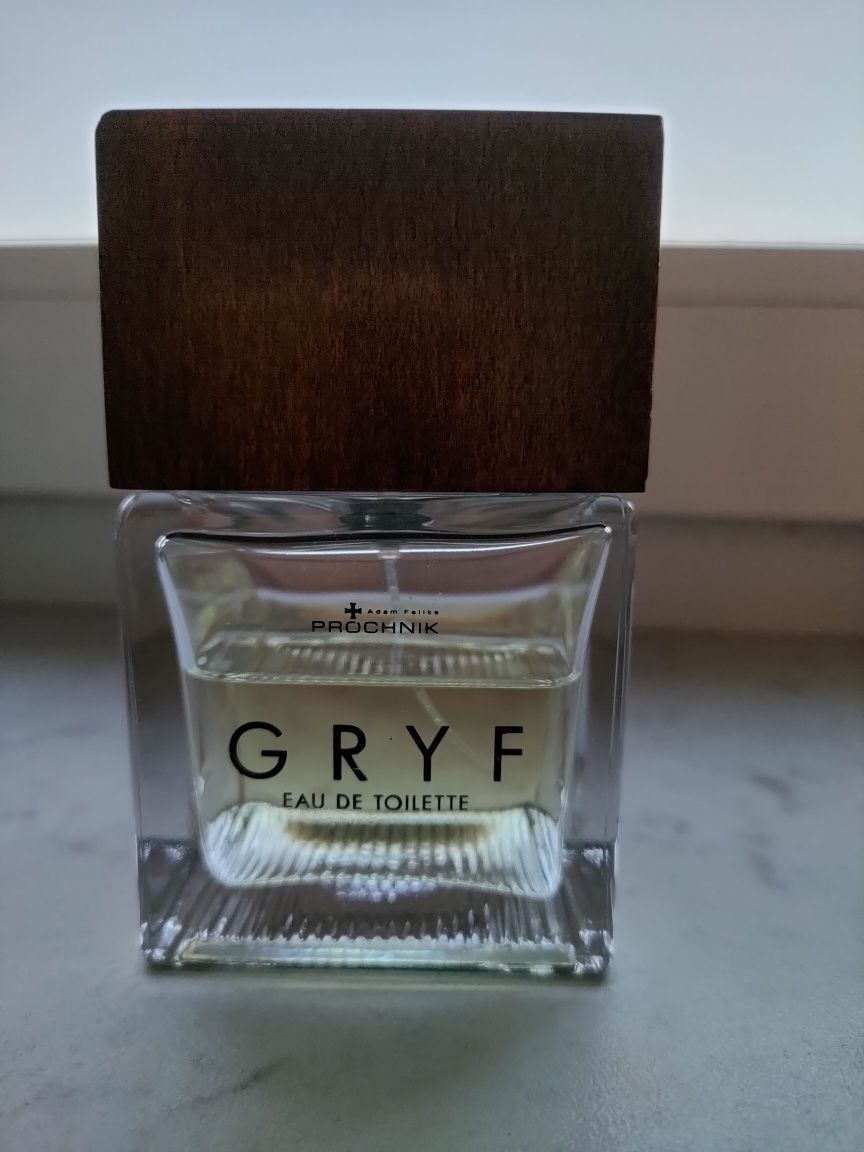 Adam Feliks
PRÓCHNIK
GRYF
EAU DE TOILETTE